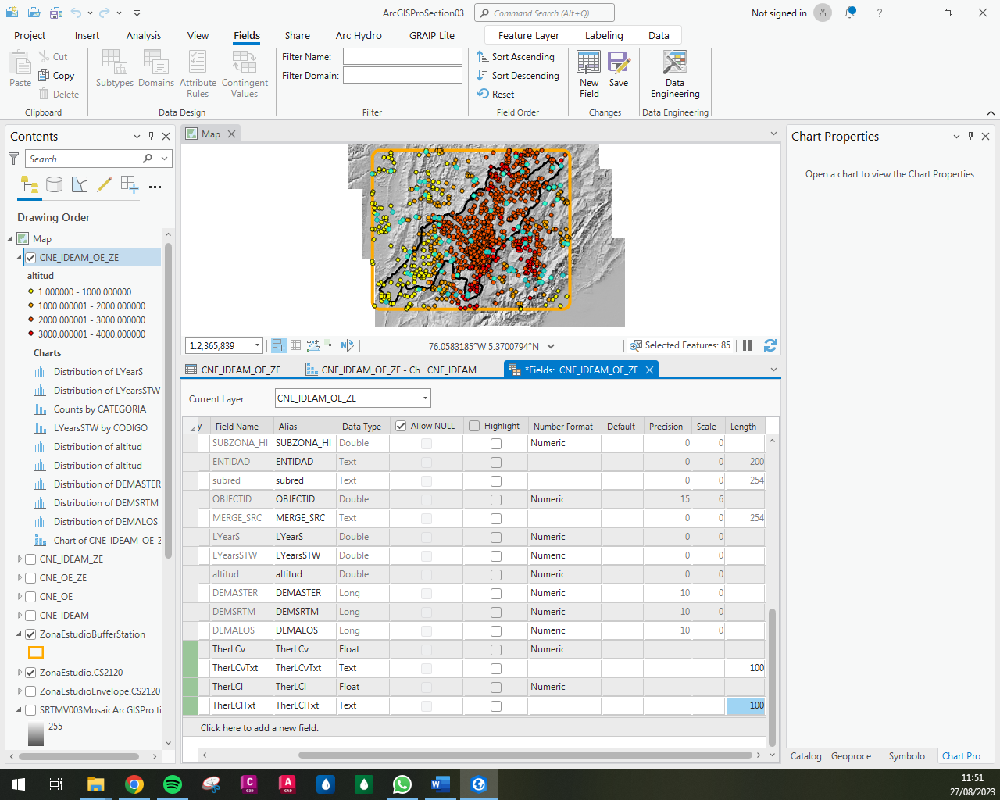 ArcGISProSection03
Command Search (Alt+Q)
Not signed in
?
Project
Insert
Analysis
View
Fields
Share
Arc Hydro
GRAIP Lite
Feature Layer
Labeling
Data
Paste
Cut
Copy
Delete
Clipboard
Subtypes
Domains
Attribute Rules
Contingent Values
Data Design
Filter Name:
Filter Domain:
Filter
Sort Ascending
Sort Descending
Reset
Field Order
New Field
Save
Changes
Data Engineering
Data Engineering
Contents
Search
Drawing Order
Map
CNE_IDEAM_OE_ZE
altitud
1.000000 - 1000.000000
1000.000001 - 2000.000000
2000.000001 - 3000.000000
3000.000001 - 4000.000000
Charts
Distribution of LYearS
Distribution of LYearsSTW
Counts by CATEGORIA
LYearsSTW by CODIGO
Distribution of altitud
Distribution of altitud
Distribution of DEMASTER
Distribution of DEMSRTM
Distribution of DEMALOS
Chart of CNE_IDEAM_OE_Z
CNE_IDEAM_ZE
CNE_OE_ZE
CNE_OE
CNE_IDEAM
ZonaEstudioBufferStation
ZonaEstudio.CS2120
ZonaEstudioEnvelope.CS2120
SRTMV003MosaicArcGISPro.ti
255
Map
1:2,365,839
76.0583185°W 5.3700794°N
Selected Features: 85
CNE_IDEAM_OE_ZE
CNE_IDEAM_OE_ZE - Ch...CNE_IDEAM...
*Fields: CNE_IDEAM_OE_ZE
Current Layer
CNE_IDEAM_OE_ZE
y Field Name Alias Data Type Allow NULL Highlight Number Format Default Precision Scale Length
SUBZONA_HI SUBZONA_HI Double Numeric 0 0
ENTIDAD ENTIDAD Text 0 0 200
subred subred Text 0 0 254
OBJECTID OBJECTID Double Numeric 15 6
MERGE_SRC MERGE_SRC Text 0 0 254
LYearS LYearS Double Numeric 0 0
LYearsSTW LYearsSTW Double Numeric 0 0
altitud altitud Double Numeric 0 0
DEMASTER DEMASTER Long Numeric 10 0
DEMSRTM DEMSRTM Long Numeric 10 0
DEMALOS DEMALOS Long Numeric 10 0
TherLCv TherLCv Float Numeric
TherLCvTxt TherLCvTxt Text 100
TherLCl TherLCl Float Numeric
TherLClTxt TherLClTxt Text 100
Click here to add a new field.
Chart Properties
Open a chart to view the Chart Properties.
Catalog
Geoproce...
Symbolo...
Chart Pro...
C
C3D
A
CAD
W
11:51
27/08/2023